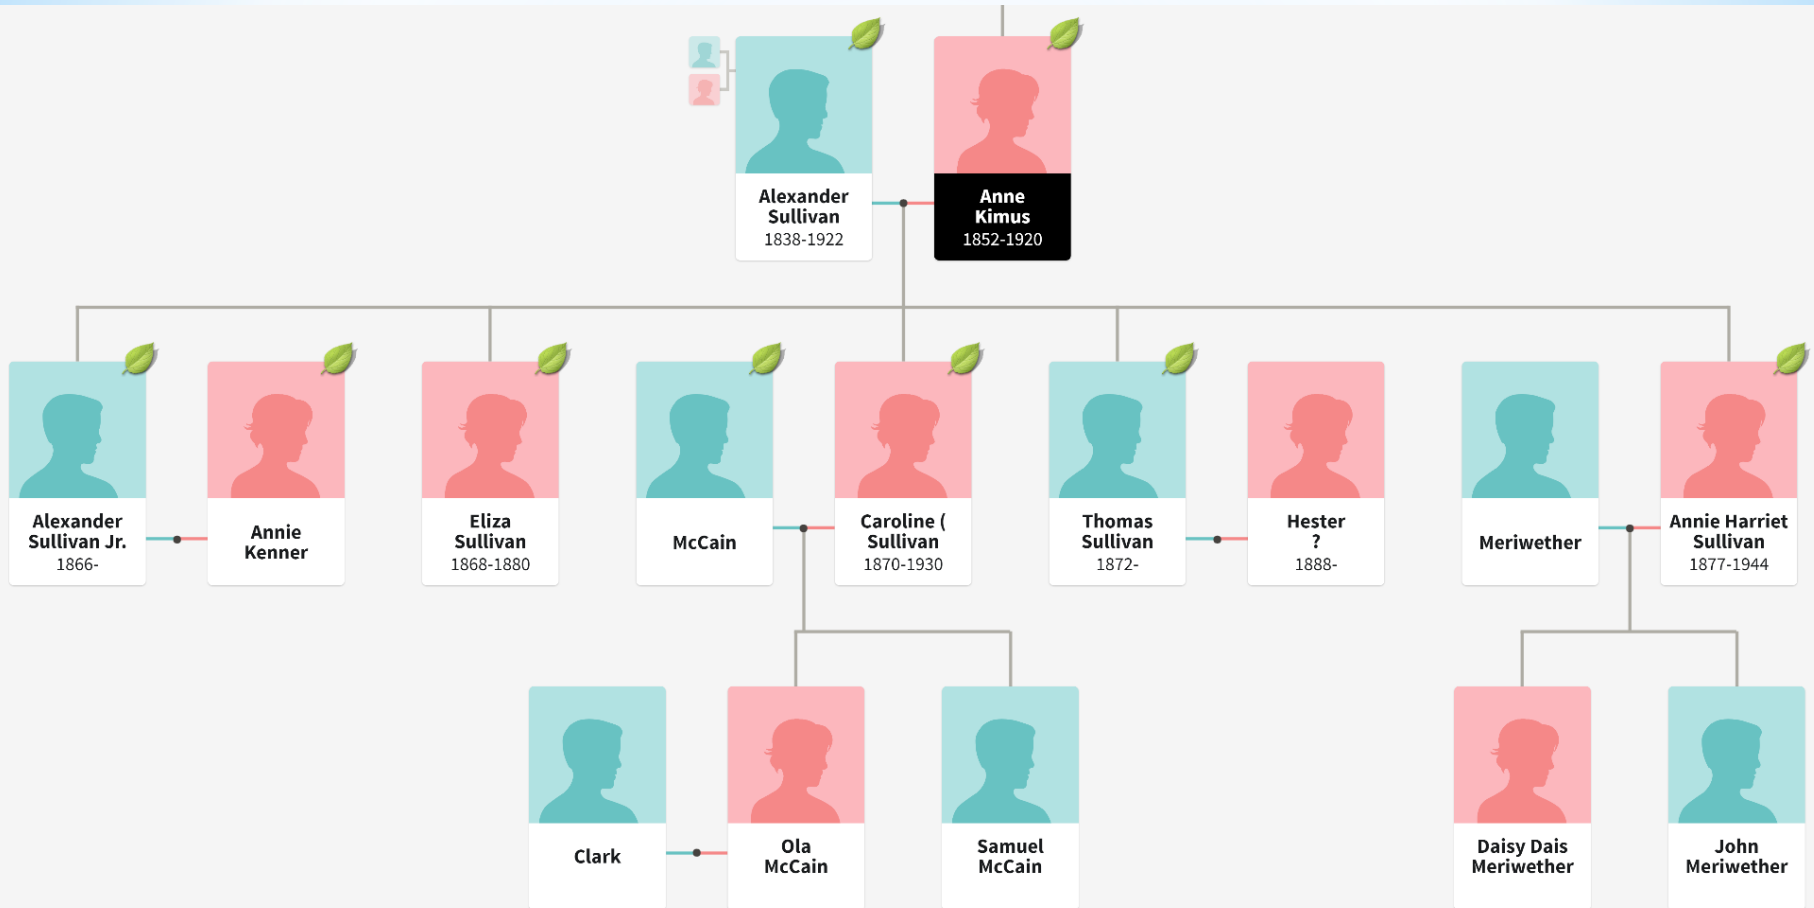 Alexander
Sullivan
1838-1922
Anne
Kimus
1852-1920
Alexander
Sullivan Jr.
1866-
Annie
Kenner
Eliza
Sullivan
1868-1880
McCain
Caroline (
Sullivan
1870-1930
Thomas
Sullivan
1872-
Hester
?
1888-
Meriwether
Annie Harriet
Sullivan
1877-1944
Clark
Ola
McCain
Samuel
McCain
Daisy Dais
Meriwether
John
Meriwether